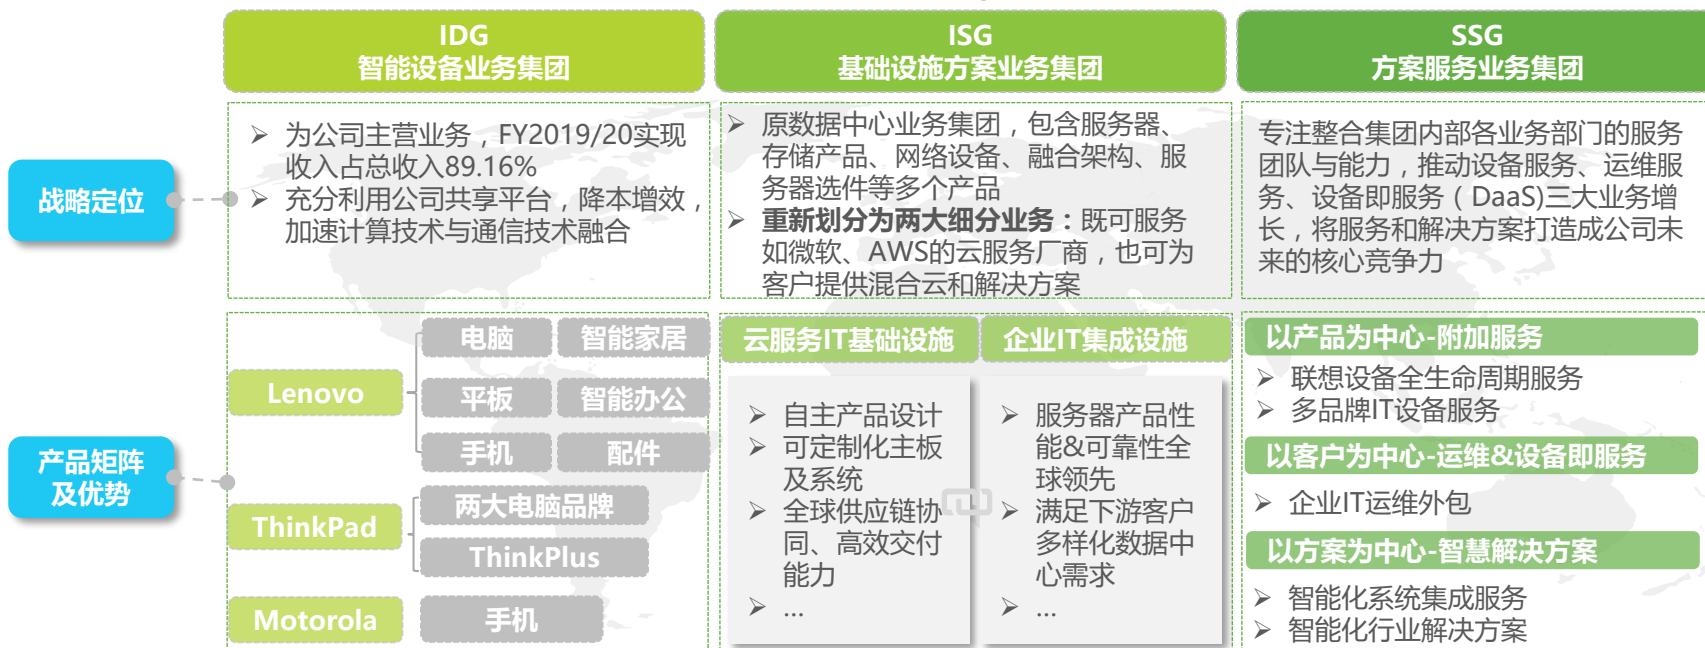 IDG
智能设备业务集团
ISG
基础设施方案业务集团
SSG
方案服务业务集团
战略定位
➢ 为公司主营业务，FY2019/20实现
收入占总收入89.16%
➢ 充分利用公司共享平台，降本增效，
加速计算技术与通信技术融合
➢ 原数据中心业务集团，包含服务器、
存储产品、网络设备、融合架构、服
务器选件等多个产品
➢ 重新划分为两大细分业务：既可服务
如微软、AWS的云服务厂商，也可为
客户提供混合云和解决方案
专注整合集团内部各业务部门的服务
团队与能力，推动设备服务、运维服
务、设备即服务（DaaS)三大业务增
长，将服务和解决方案打造成公司未
来的核心竞争力
产品矩阵
及优势
Lenovo
电脑
智能家居
平板
智能办公
手机
配件
ThinkPad
两大电脑品牌
ThinkPlus
Motorola
手机
云服务IT基础设施
➢ 自主产品设计
➢ 可定制化主板
及系统
➢ 全球供应链协
同、高效交付
能力
➢ ...
企业IT集成设施
➢ 服务器产品性
能&可靠性全
球领先
➢ 满足下游客户
多样化数据中
心需求
➢ ...
以产品为中心-附加服务
➢ 联想设备全生命周期服务
➢ 多品牌IT设备服务
以客户为中心-运维&设备即服务
➢ 企业IT运维外包
以方案为中心-智慧解决方案
➢ 智能化系统集成服务
➢ 智能化行业解决方案